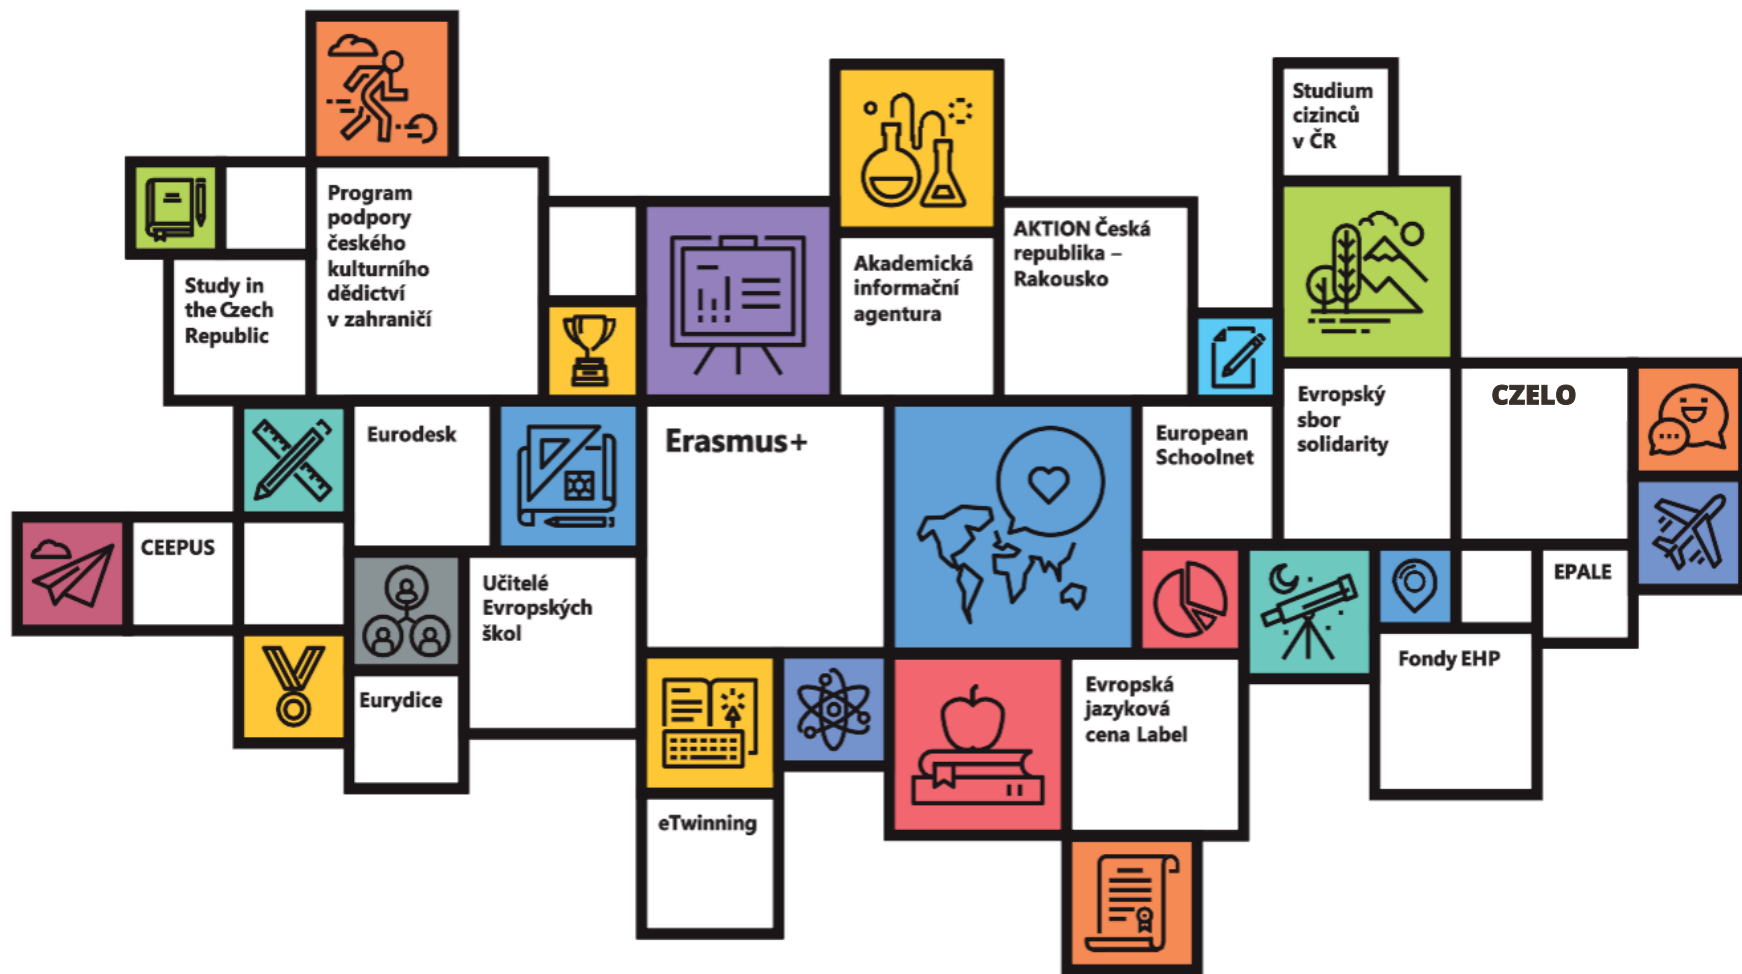 Studium
cizinců
v ČR
Program
podpory
českého
kulturního
dědictví
v zahraničí
Study in
the Czech
Republic
Akademická
informační
agentura
AKTION Česká
republika –
Rakousko
Eurodesk
Erasmus+
European
Schoolnet
Evropský
sbor
solidarity
CZELO
CEEPUS
Učitelé
Evropských
škol
EPALE
Eurydice
Evropská
jazyková
cena Label
Fondy EHP
eTwinning